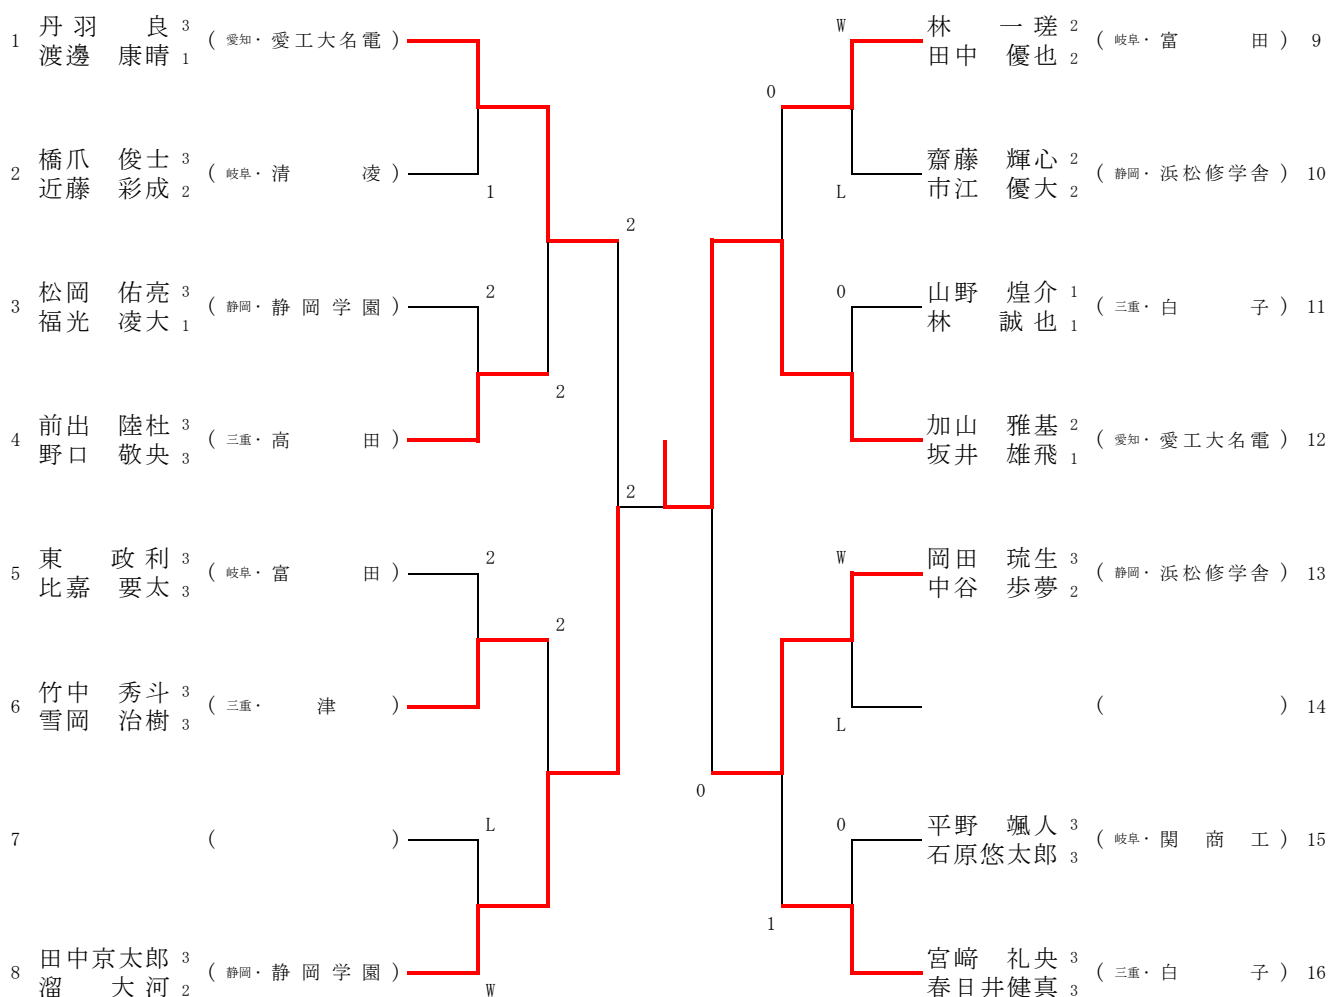 1 丹羽 良 3 ( 愛知・愛工大名電 )
渡邊 康晴 1
2 橋爪 俊士 3 ( 岐阜・清凌 )
近藤 彩成 2
1
2
3 松岡 佑亮 3 ( 静岡・静岡学園 )
福光 凌大 1
2
4 前出 陸杜 3 ( 三重・高田 )
野口 敬央 3
2
2
5 東 政利 3 ( 岐阜・富田 )
比嘉 要太 3
2
2
6 竹中 秀斗 3 ( 三重・津 )
雪岡 治樹 3
7 ( )
L
8 田中京太郎 3 ( 静岡・静岡学園 )
溜 大河 2
W
W
林 一瑳 2 ( 岐阜・富田 ) 9
田中 優也 2
0
齋藤 輝心 2 ( 静岡・浜松修学舎 ) 10
市江 優大 2
L
0
山野 煌介 1 ( 三重・白子 ) 11
林 誠也 1
加山 雅基 2 ( 愛知・愛工大名電 ) 12
坂井 雄飛 1
W
岡田 琉生 3 ( 静岡・浜松修学舎 ) 13
中谷 歩夢 2
( ) 14
L
0
0
平野 颯人 3 ( 岐阜・関商工 ) 15
石原悠太郎 3
1
宮﨑 礼央 3 ( 三重・白子 ) 16
春日井健真 3